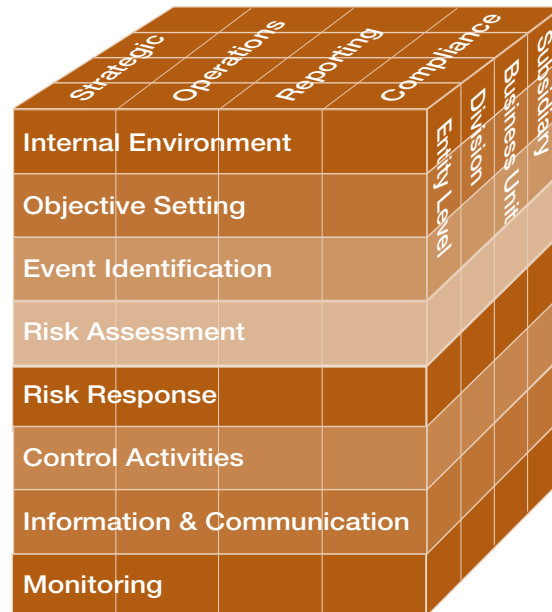 Strategic
Operations
Reporting
Compliance
Entity Level
Division
Business Unit
Subsidiary
Internal Environment
Objective Setting
Event Identification
Risk Assessment
Risk Response
Control Activities
Information & Communication
Monitoring